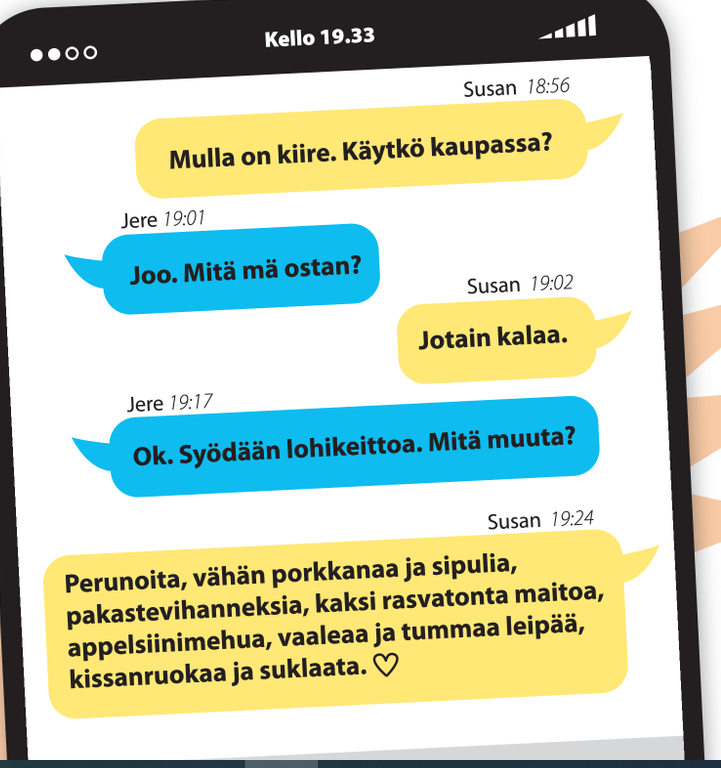 Kello 19.33
Susan 18:56
Mulla on kiire. Käytkö kaupassa?
Jere 19:01
Joo. Mitä mä ostan?
Susan 19:02
Jotain kalaa.
Jere 19:17
Ok. Syödään lohikeittoa. Mitä muuta?
Susan 19:24
Perunoita, vähän porkkanaa ja sipulia,
pakastevihanneksia, kaksi rasvatonta maitoa,
appelsiinimehua, vaaleaa ja tummaa leipää,
kissanruokaa ja suklaata. ♡